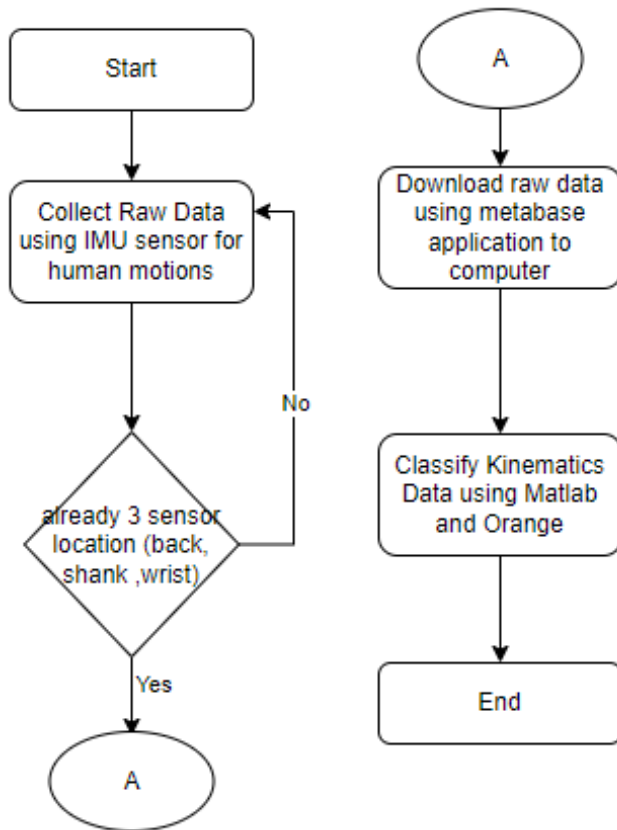 Start
Collect Raw Data
using IMU sensor for
human motions
No
already 3 sensor
location (back,
shank ,wrist)
Yes
A
A
Download raw data
using metabase
application to
computer
Classify Kinematics
Data using Matlab
and Orange
End